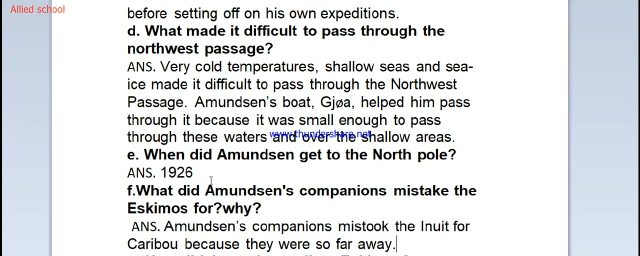 Allied school
before setting off on his own expeditions.
d. What made it difficult to pass through the
northwest passage?
ANS. Very cold temperatures, shallow seas and sea-
ice made it difficult to pass through the Northwest
Passage. Amundsen's boat, Gjøa, helped him pass
through it because it was small enough to pass
through these waters and over the shallow areas.
www.thundershare.net
e. When did Amundsen get to the North pole?
ANS. 1926
f.What did Amundsen's companions mistake the
Eskimos for?why?
ANS. Amundsen's companions mistook the Inuit for
Caribou because they were so far away.